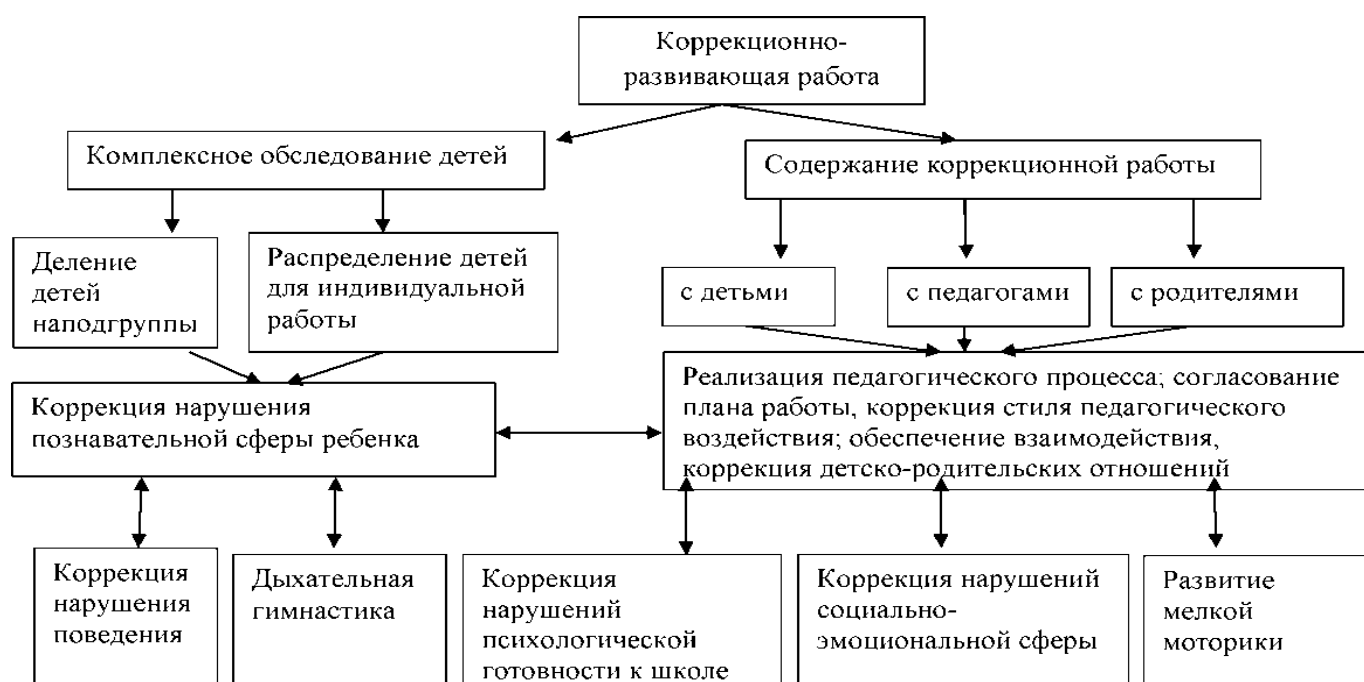 Коррекционно-
развивающая работа
Комплексное обследование детей
Содержание коррекционной работы
Деление
детей
наподгруппы
Распределение детей
для индивидуальной
работы
с детьми
с педагогами
с родителями
Коррекция нарушения
познавательной сферы ребенка
Реализация педагогического процесса; согласование
плана работы, коррекция стиля педагогического
воздействия; обеспечение взаимодействия,
коррекция детско-родительских отношений
Коррекция
нарушения
поведения
Дыхательная
гимнастика
Коррекция
нарушений
психологической
готовности к школе
Коррекция нарушений
социально-
эмоциональной сферы
Развитие
мелкой
моторики